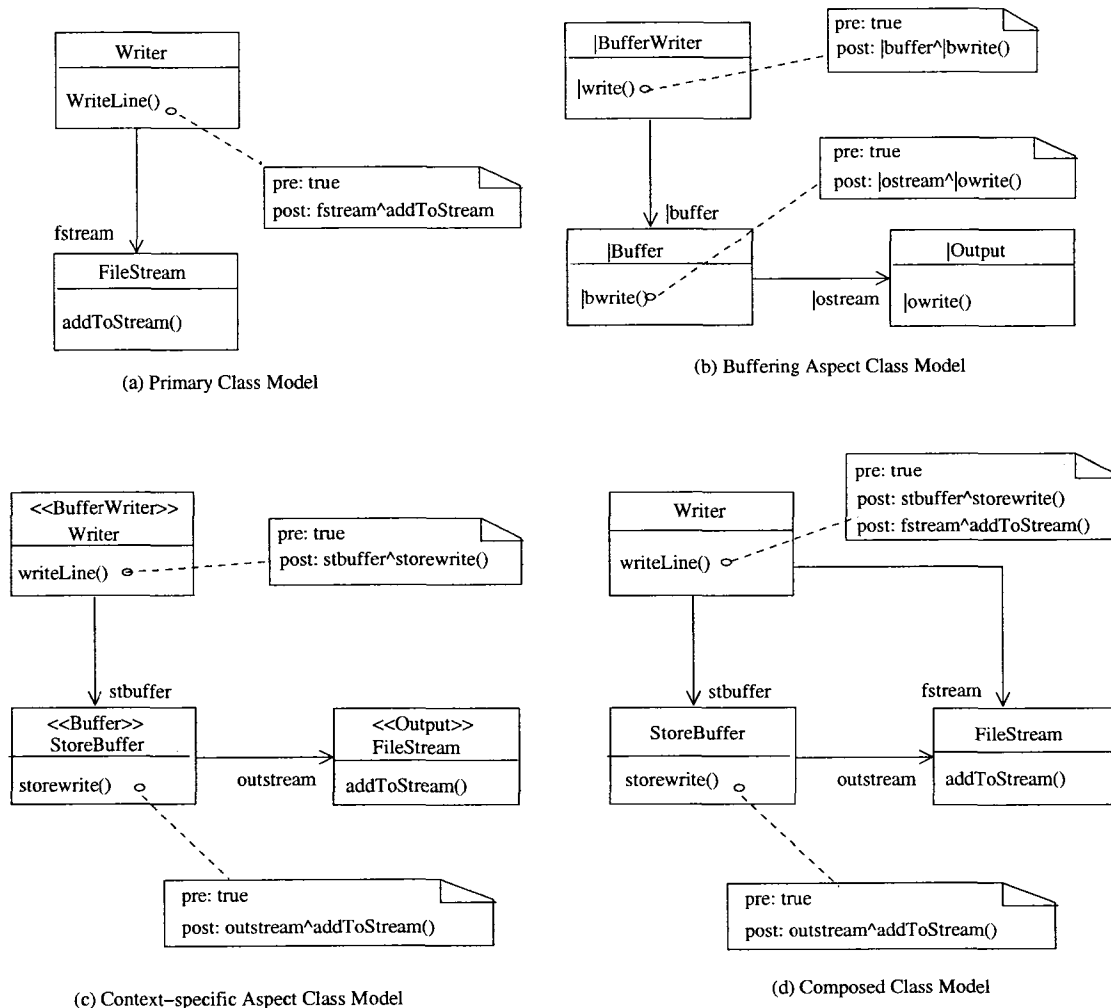 Writer
WriteLine()
pre: true
post: fstream^addToStream
fstream
FileStream
addToStream()
(a) Primary Class Model
|BufferWriter
|write()
pre: true
post: |buffer^|bwrite()
pre: true
post: |ostream^|owrite()
|buffer
|Buffer
|bwrite()
|ostream
|Output
|owrite()
(b) Buffering Aspect Class Model
<<BufferWriter>>
Writer
writeLine()
pre: true
post: stbuffer^storewrite()
stbuffer
<<Buffer>>
StoreBuffer
storewrite()
outstream
<<Output>>
FileStream
addToStream()
pre: true
post: outstream^addToStream()
(c) Context-specific Aspect Class Model
Writer
writeLine()
pre: true
post: stbuffer^storewrite()
post: fstream^addToStream()
stbuffer
fstream
StoreBuffer
storewrite()
outstream
FileStream
addToStream()
pre: true
post: outstream^addToStream()
(d) Composed Class Model